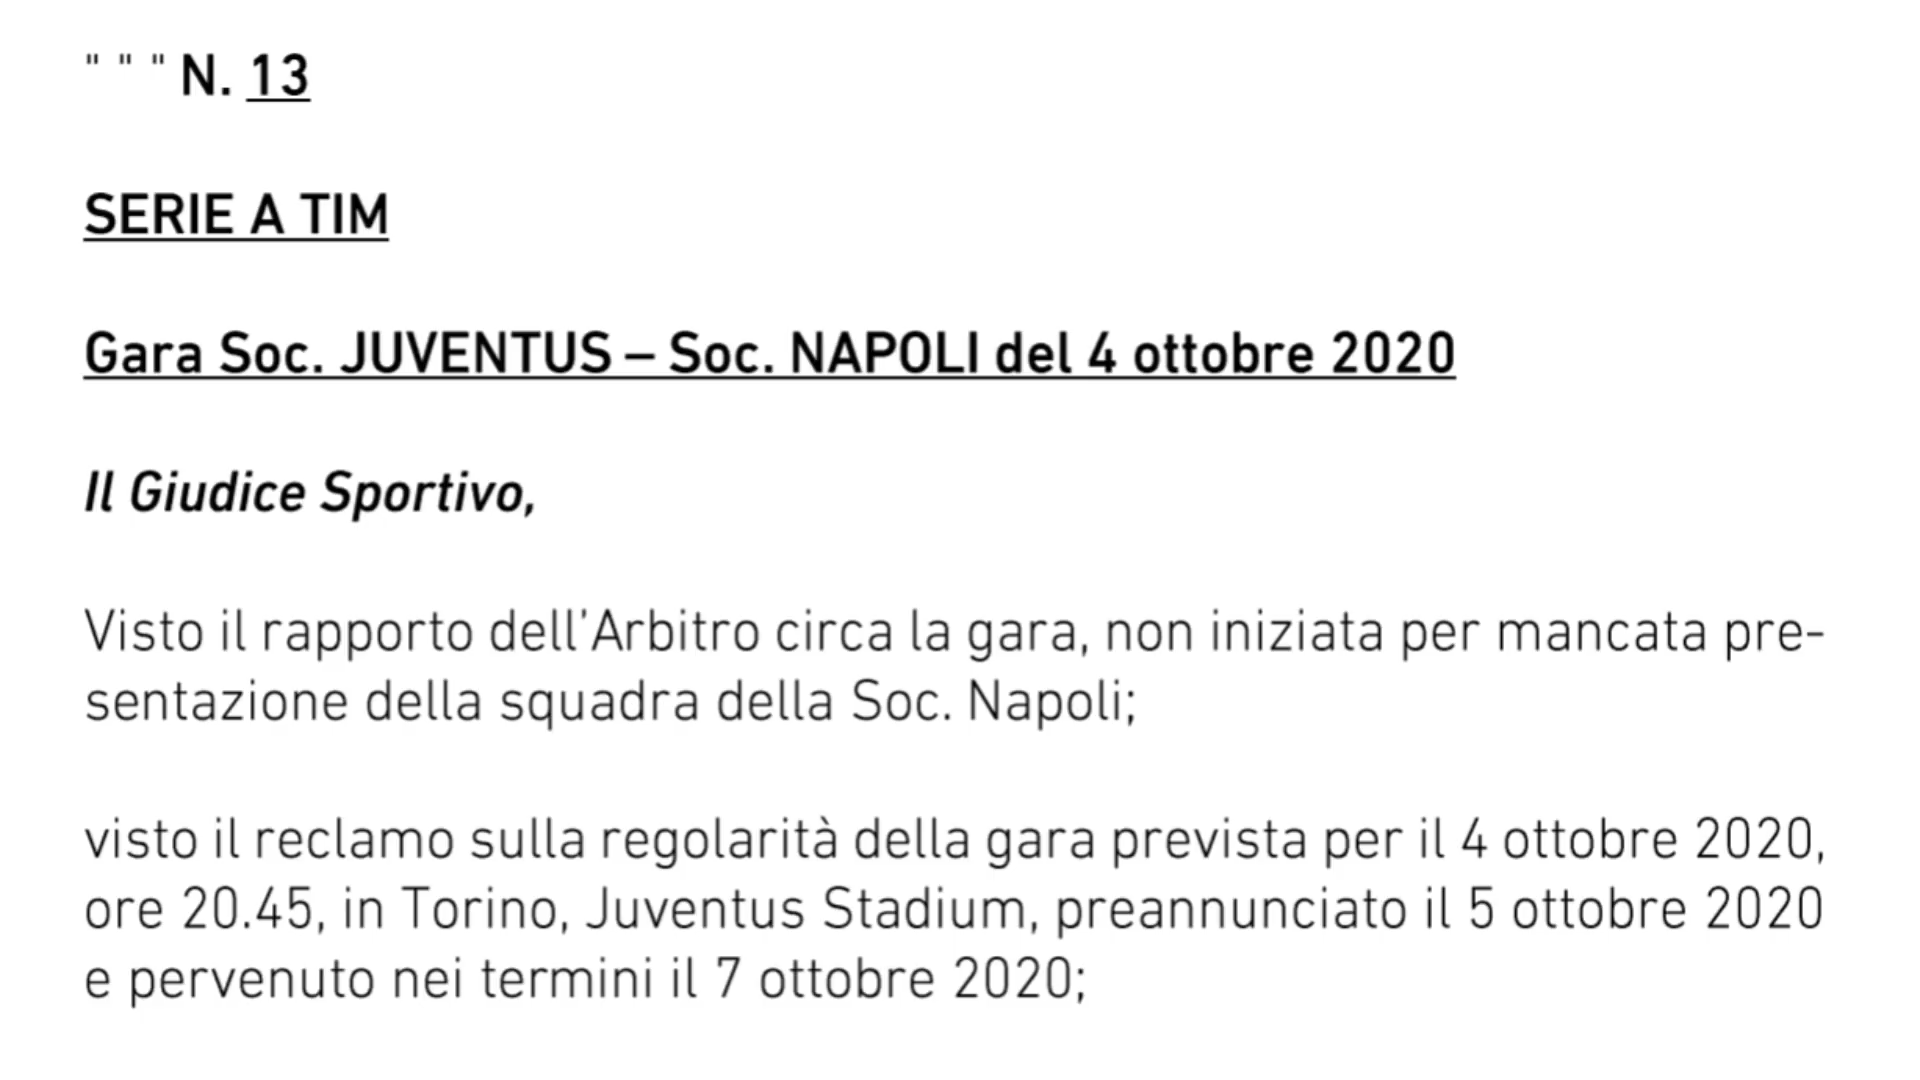 " " " N. 13
SERIE A TIM
Gara Soc. JUVENTUS – Soc. NAPOLI del 4 ottobre 2020
Il Giudice Sportivo,
Visto il rapporto dell'Arbitro circa la gara, non iniziata per mancata pre-
sentazione della squadra della Soc. Napoli;
visto il reclamo sulla regolarità della gara prevista per il 4 ottobre 2020,
ore 20.45, in Torino, Juventus Stadium, preannunciato il 5 ottobre 2020
e pervenuto nei termini il 7 ottobre 2020;